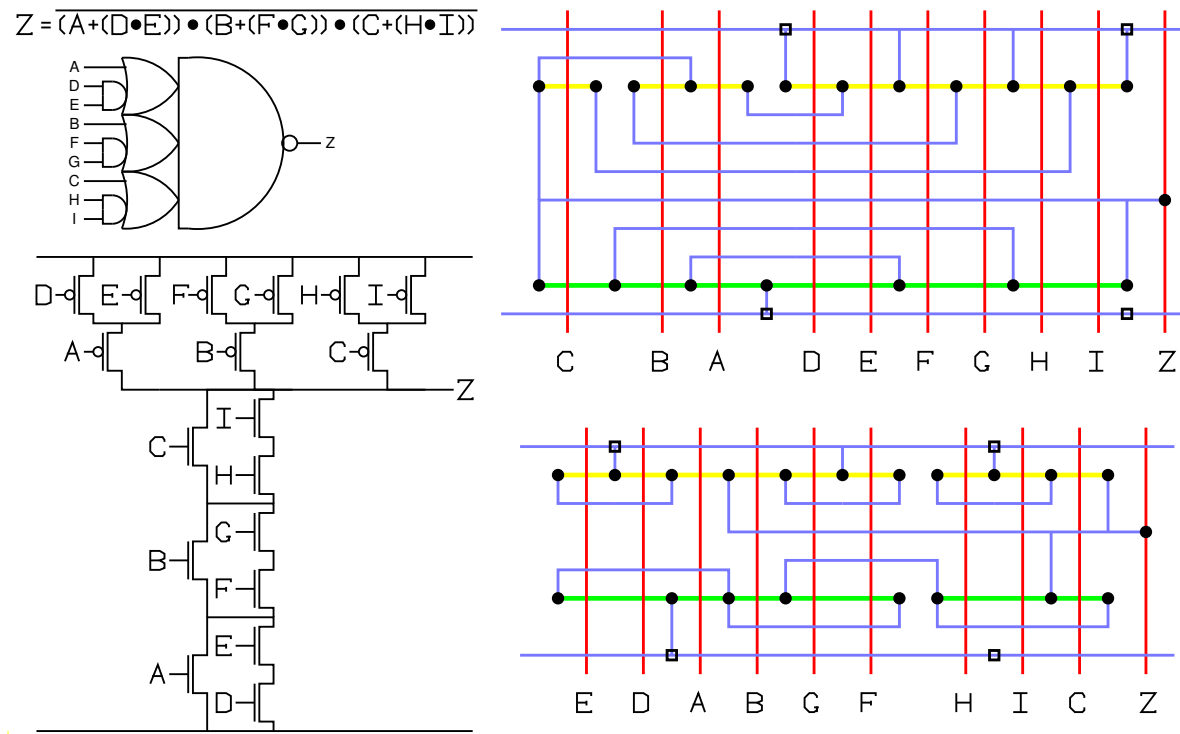 Z = (A+(D•E)) • (B+(F•G)) • (C+(H•I))
A
D
E
B
F
G
C
H
I
Z
D E F G H I
A B C
Z
I
C
H
G
B
F
E
A
D
C B A D E F G H I Z
E D A B G F H I C Z